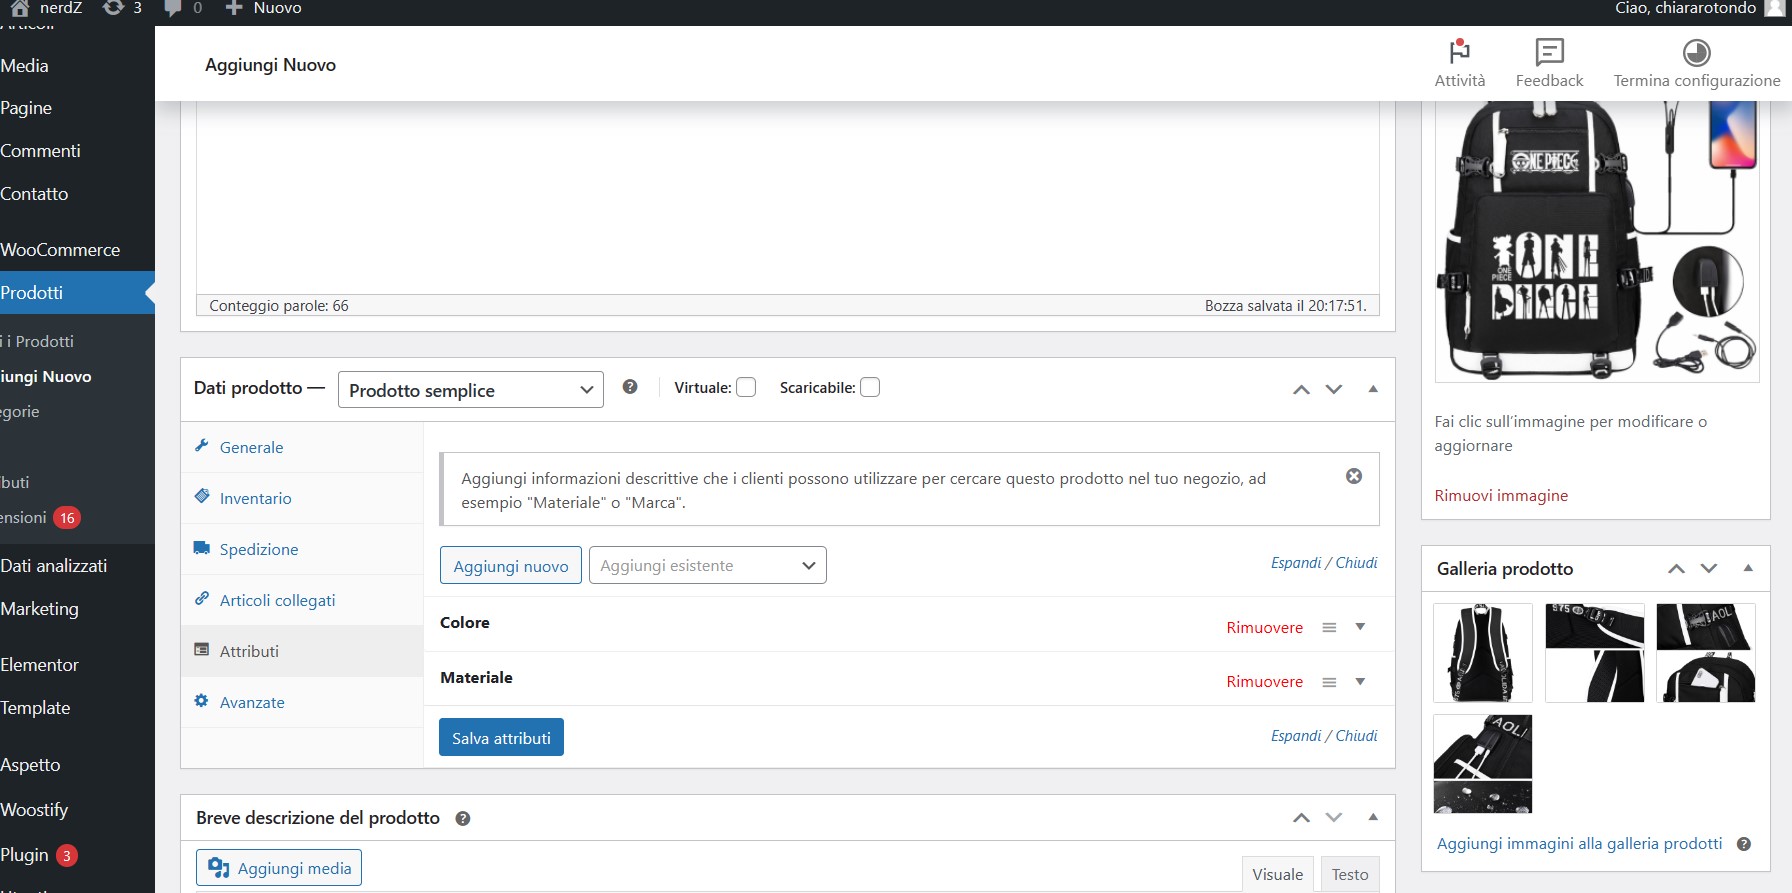 nerdZ
3
0
Nuovo
Ciao, chiararotondo
Articoli
Media
Pagine
Commenti
Contatto
WooCommerce
Prodotti
i i Prodotti
iungi Nuovo
egorie
ibuti
ensioni 16
Dati analizzati
Marketing
Elementor
Template
Aspetto
Woostify
Plugin 3
Aggiungi Nuovo
Attività
Feedback
Termina configurazione
Conteggio parole: 66
Bozza salvata il 20:17:51.
Dati prodotto —
Prodotto semplice
Virtuale:
Scaricabile:
Generale
Inventario
Spedizione
Articoli collegati
Attributi
Avanzate
Aggiungi informazioni descrittive che i clienti possono utilizzare per cercare questo prodotto nel tuo negozio, ad
esempio "Materiale" o "Marca".
Aggiungi nuovo
Aggiungi esistente
Espandi / Chiudi
Colore
Rimuovere
Materiale
Rimuovere
Salva attributi
Espandi / Chiudi
Breve descrizione del prodotto
Aggiungi media
Visuale
Testo
ONE PIECE
ONE
PIECE
Fai clic sull'immagine per modificare o
aggiornare
Rimuovi immagine
Galleria prodotto
AOLI
Aggiungi immagini alla galleria prodotti